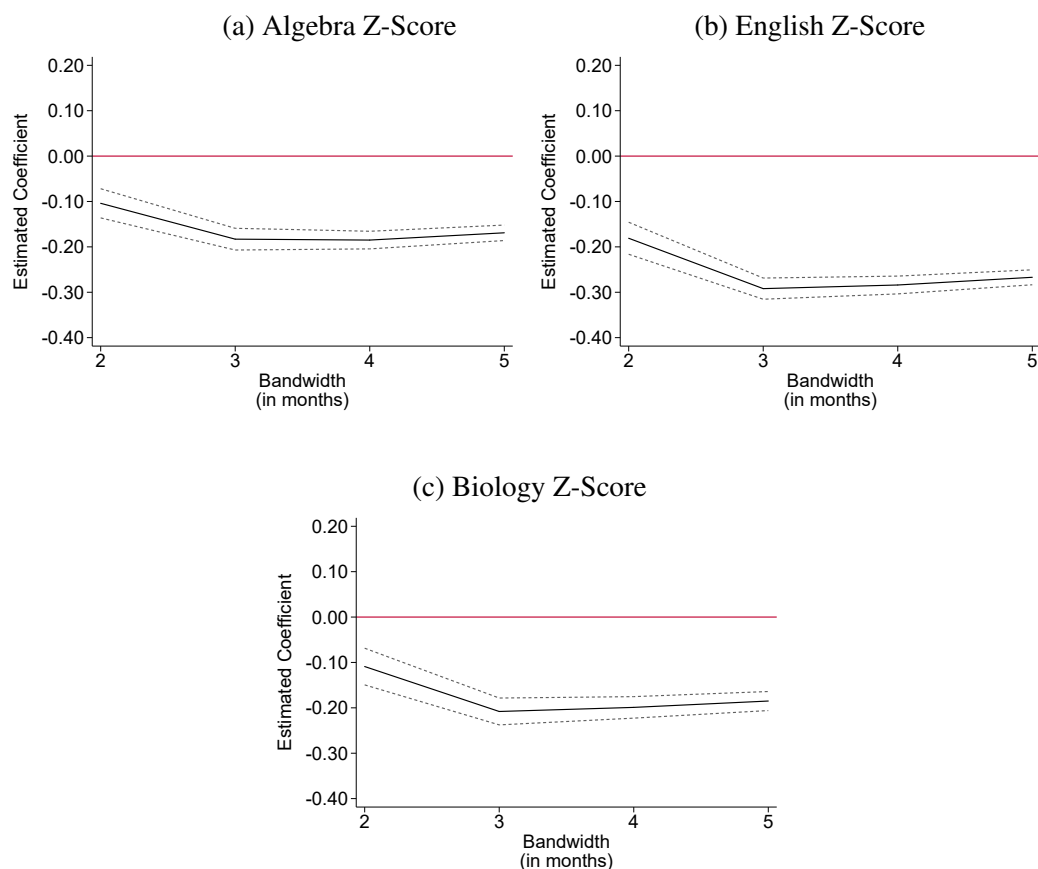 (a) Algebra Z-Score
0.20
0.10
0.00
-0.10
-0.20
-0.30
-0.40
Estimated Coefficient
2 3 4 5
Bandwidth
(in months)
(b) English Z-Score
0.20
0.10
0.00
-0.10
-0.20
-0.30
-0.40
Estimated Coefficient
2 3 4 5
Bandwidth
(in months)
(c) Biology Z-Score
0.20
0.10
0.00
-0.10
-0.20
-0.30
-0.40
Estimated Coefficient
2 3 4 5
Bandwidth
(in months)